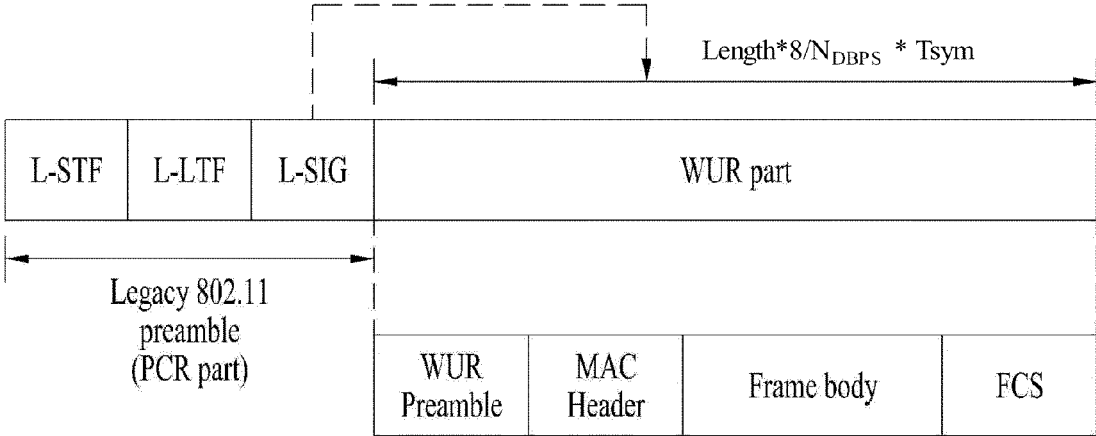 Length*8/NDBPS * Tsym
L-STF L-LTF L-SIG WUR part
Legacy 802.11
preamble
(PCR part)
WUR
Preamble
MAC
Header
Frame body
FCS